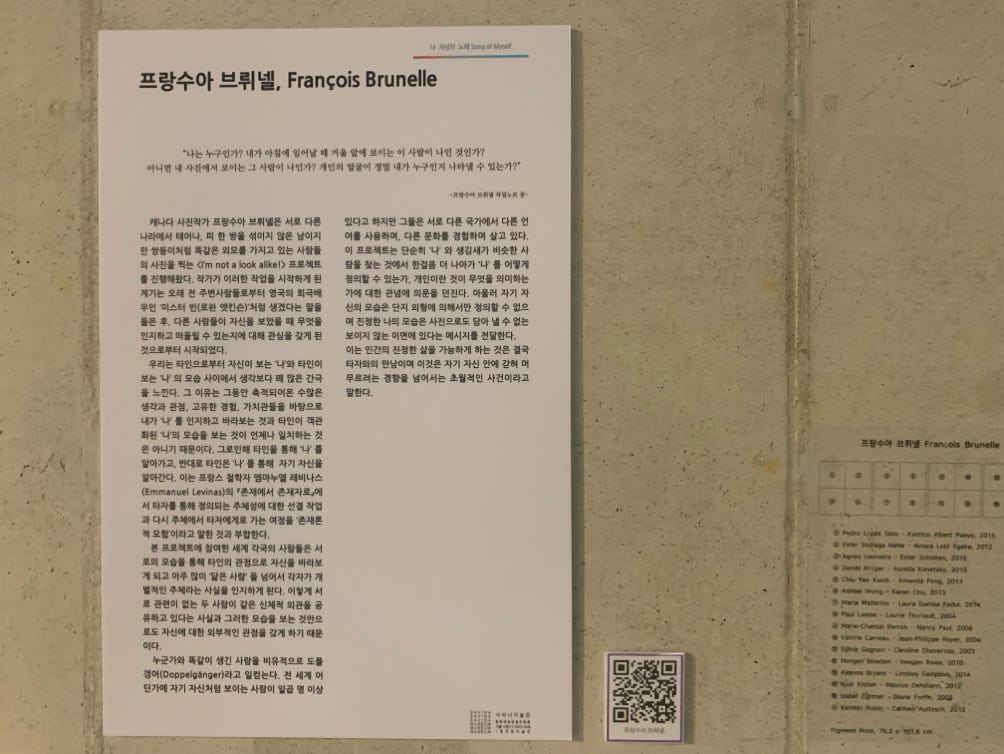 나 자신의 노래 Song of Myself
프랑수아 브뤼넬, François Brunelle
“나는 누구인가? 내가 아침에 일어날 때 거울 앞에 보이는 이 사람이 나인 것인가?
아니면 내 사진에서 보이는 그 사람이 나인가? 개인의 얼굴이 정말 내가 누구인지 나타낼 수 있는가?”
-프랑수아 브뤼넬 작업노트 중-
캐나다 사진작가 프랑수아 브뤼넬은 서로 다른
나라에서 태어나, 피 한 방울 섞이지 않은 남이지
만 쌍둥이처럼 똑같은 외모를 가지고 있는 사람들
의 사진을 찍는 <I'm not a look alike!> 프로젝트
를 진행해왔다. 작가가 이러한 작업을 시작하게 된
계기는 오래 전 주변사람들로부터 영국의 희극배
우인 '미스터 빈(로완 앳킨슨)'처럼 생겼다는 말을
들은 후, 다른 사람들이 자신을 보았을 때 무엇을
인지하고 떠올릴 수 있는지에 대해 관심을 갖게 된
것으로부터 시작되었다.
우리는 타인으로부터 자신이 보는 '나'와 타인이
보는 '나' 의 모습 사이에서 생각보다 꽤 많은 간극
을 느낀다. 그 이유는 그동안 축적되어온 수많은
생각과 관점, 고유한 경험, 가치관들을 바탕으로
내가 '나' 를 인지하고 바라보는 것과 타인이 객관
화된 '나'의 모습을 보는 것이 언제나 일치하는 것
은 아니기 때문이다. 그로인해 타인을 통해 '나' 를
알아가고, 반대로 타인은 '나' 를 통해 자기 자신을
알아간다. 이는 프랑스 철학자 엠마누엘 레비나스
(Emmanuel Levinas)의 『존재에서 존재자로』에
서 타자를 통해 정의되는 주체성에 대한 선결 작업
과 다시 주체에서 타자에게로 가는 여정을 '존재론
적 모험'이라고 말한 것과 부합한다.
본 프로젝트에 참여한 세계 각국의 사람들은 서
로의 모습을 통해 타인의 관점으로 자신을 바라보
게 되고 아주 많이 '닮은 사람' 을 넘어서 각자가 개
별적인 주체라는 사실을 인지하게 된다. 이렇게 서
로 관련이 없는 두 사람이 같은 신체적 외관을 공
유하고 있다는 사실과 그러한 모습을 보는 것만으
로도 자신에 대한 외부적인 관점을 갖게 하기 때문
이다.
누군가와 똑같이 생긴 사람을 비유적으로 도플
갱어(Doppelgänger)라고 일컫는다. 전 세계 어
딘가에 자기 자신처럼 보이는 사람이 일곱 명 이상
있다고 하지만 그들은 서로 다른 국가에서 다른 언
어를 사용하며, 다른 문화를 경험하며 살고 있다.
이 프로젝트는 단순히 '나' 와 생김새가 비슷한 사
람을 찾는 것에서 한걸음 더 나아가 '나' 를 어떻게
정의할 수 있는가, 개인이란 것이 무엇을 의미하는
가에 대한 관념에 의문을 던진다. 아울러 자기 자
신의 모습은 단지 외형에 의해서만 정의할 수 없으
며 진정한 나의 모습은 사진으로도 담아 낼 수 없는
보이지 않는 이면에 있다는 메시지를 전달한다.
이는 인간의 진정한 삶을 가능하게 하는 것은 결국
타자와의 만남이며 이것은 자기 자신 안에 갇혀 머
무르려는 경향을 넘어서는 초월적인 사건이라고
말한다.
사비나미술관
프랑수아 브뤼넬
프랑수아 브뤼넬 François Brunelle
① Pedro Lopez Soto - Kaotico Albert Pueyo, 2015
③ Agnes Loonstra - Ester Scholten, 2015
④ Daniel Kruger - Aurelia Kanetzky, 2013
⑤ Chiu Yee Kwok - Amanda Fong, 2011
⑥ Ashlee Wong - Karen Chu, 2013
⑦ Maria Mallarino - Laura Gamba Fadul, 2014
⑧ Paul Lavoie - Laurie Thinault, 2004
⑨ Marie-Chantal Perron - Nancy Paul, 2006
⑩ Valérie Carreau - Jean-Philippe Royer, 2004
⑪ Sylvie Gagnon - Caroline Dhavernas, 2003
⑫ Morgen Bowden - Imogen Rawe, 2010
⑬ Avianna Bryant - Lindsey Sampson, 2014
⑭ Rudi Kistler - Maurus Oehmann, 2012
⑮ Isabel Zimmer - Diane Fortin, 2003
Pigment Print, 76.2 x 101.6 cm